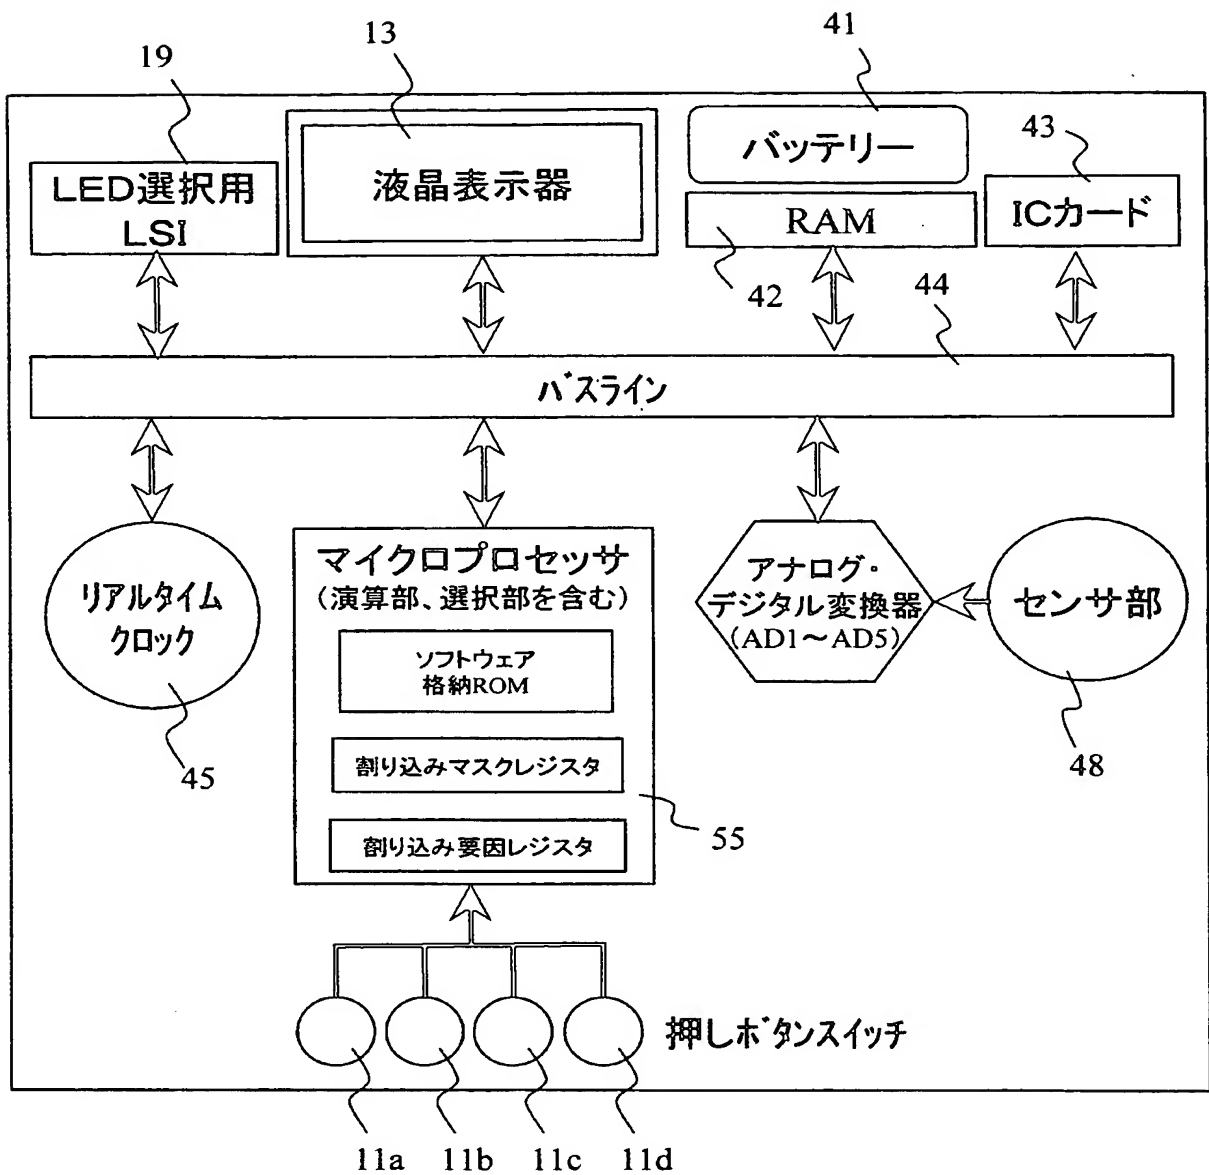 19
13
41
43
LED選択用
LSI
液晶表示器
バッテリー
RAM
ICカード
42
44
バスライン
リアルタイム
クロック
45
マイクロプロセッサ
(演算部、選択部を含む)
ソフトウェア
格納ROM
割り込みマスクレジスタ
割り込み要因レジスタ
55
アナログ・
デジタル変換器
(AD1～AD5)
センサ部
48
押しボタンスイッチ
11a
11b
11c
11d